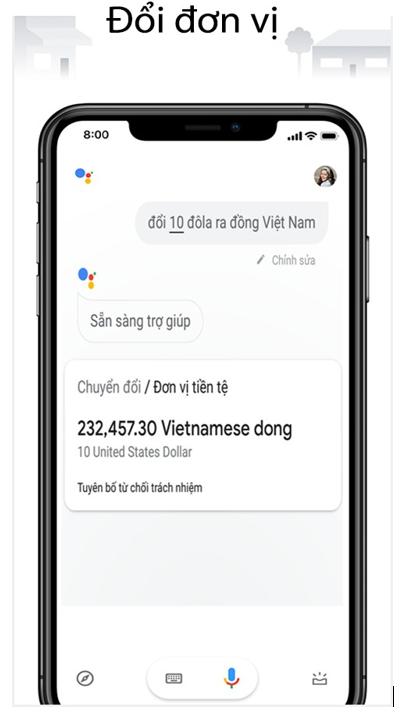 Đổi đơn vị
8:00
đổi 10 đôla ra đồng Việt Nam
Chỉnh sửa
Sẵn sàng trợ giúp
Chuyển đổi / Đơn vị tiền tệ
232,457.30 Vietnamese dong
10 United States Dollar
Tuyên bố từ chối trách nhiệm